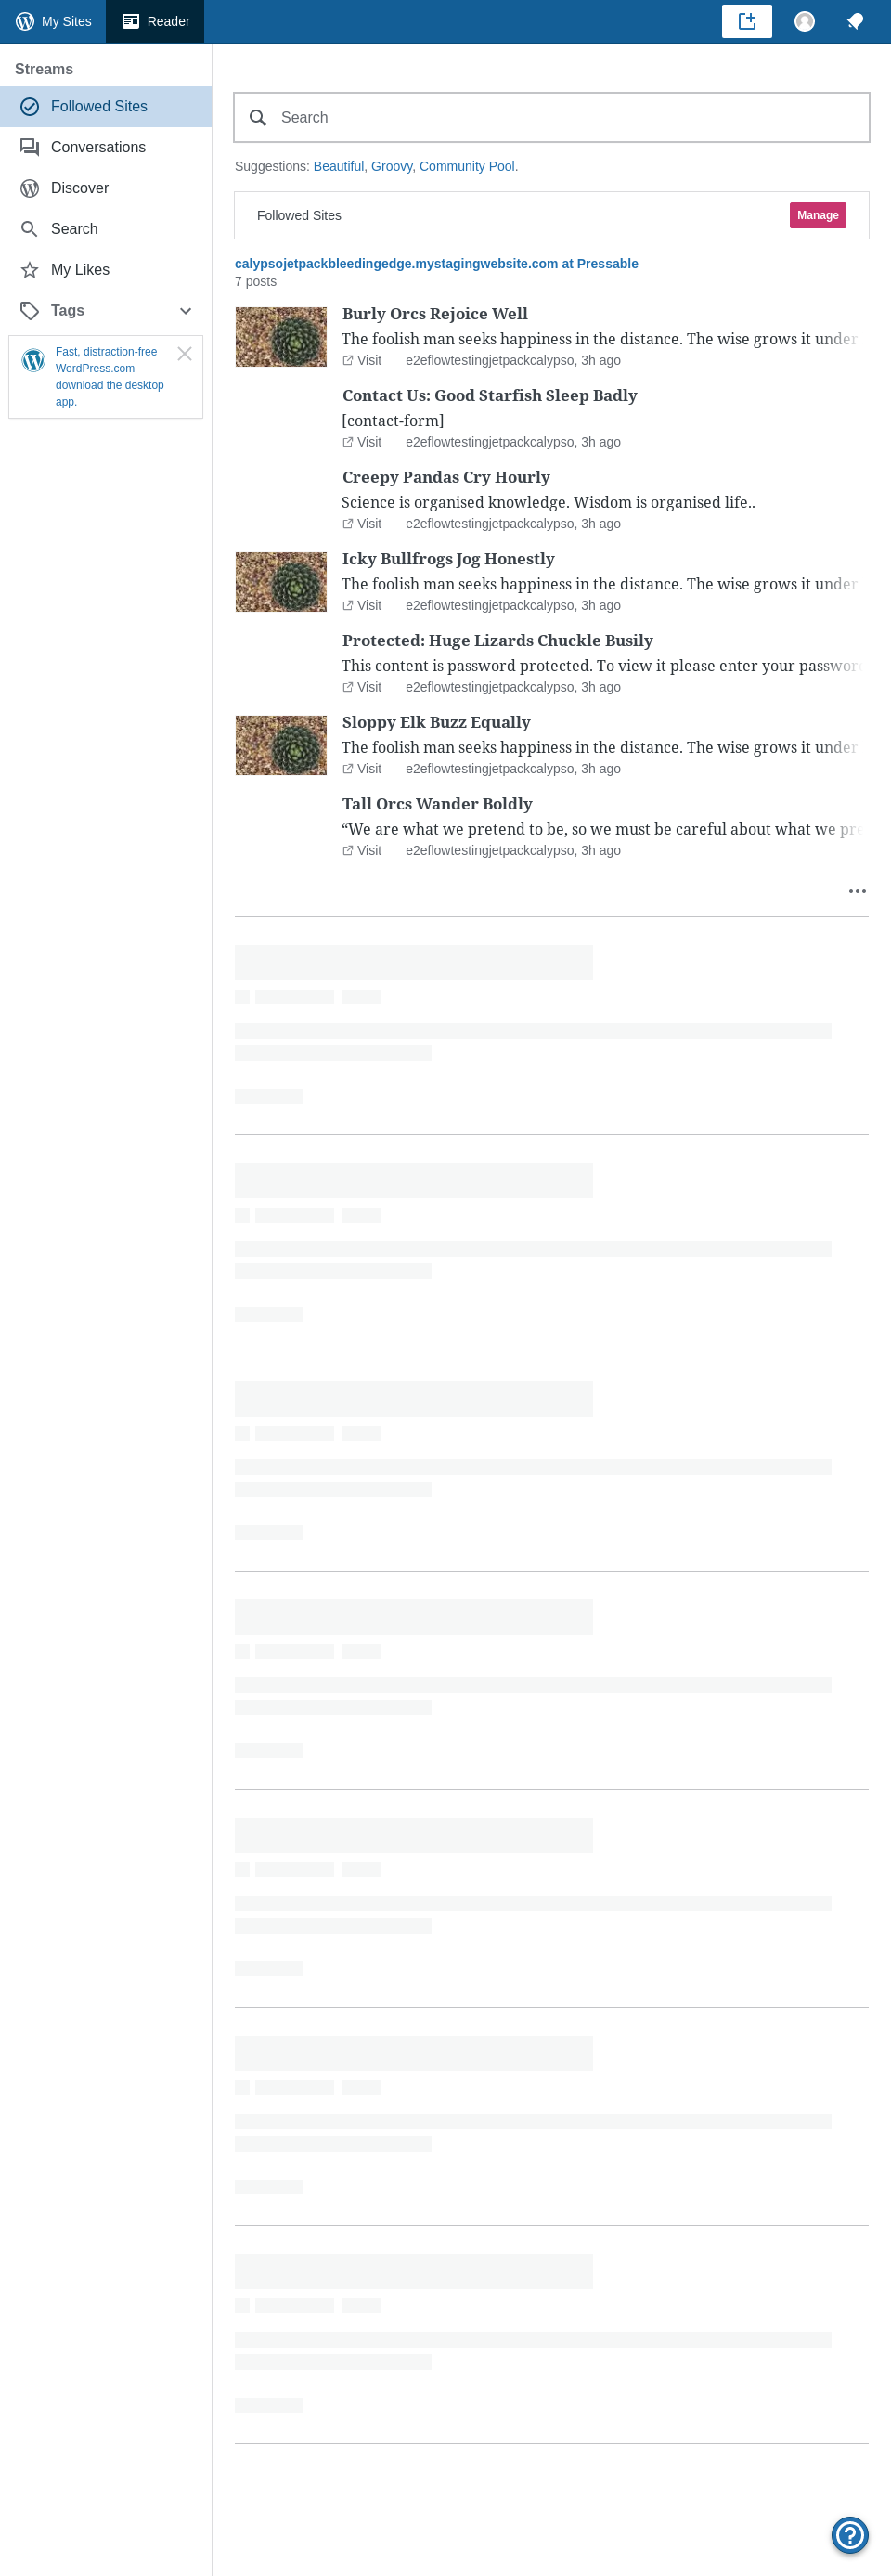 My Sites
Reader
Streams
Followed Sites
Conversations
Discover
Search
My Likes
Tags
Fast, distraction-free
WordPress.com —
download the desktop
app.
Search
Suggestions: Beautiful, Groovy, Community Pool.
Followed Sites
Manage
calypsojetpackbleedingedge.mystagingwebsite.com at Pressable
7 posts
Burly Orcs Rejoice Well
The foolish man seeks happiness in the distance. The wise grows it under
Visit e2eflowtestingjetpackcalypso, 3h ago
Contact Us: Good Starfish Sleep Badly
[contact-form]
Visit e2eflowtestingjetpackcalypso, 3h ago
Creepy Pandas Cry Hourly
Science is organised knowledge. Wisdom is organised life..
Visit e2eflowtestingjetpackcalypso, 3h ago
Icky Bullfrogs Jog Honestly
The foolish man seeks happiness in the distance. The wise grows it under
Visit e2eflowtestingjetpackcalypso, 3h ago
Protected: Huge Lizards Chuckle Busily
This content is password protected. To view it please enter your password
Visit e2eflowtestingjetpackcalypso, 3h ago
Sloppy Elk Buzz Equally
The foolish man seeks happiness in the distance. The wise grows it under
Visit e2eflowtestingjetpackcalypso, 3h ago
Tall Orcs Wander Boldly
“We are what we pretend to be, so we must be careful about what we pre
Visit e2eflowtestingjetpackcalypso, 3h ago